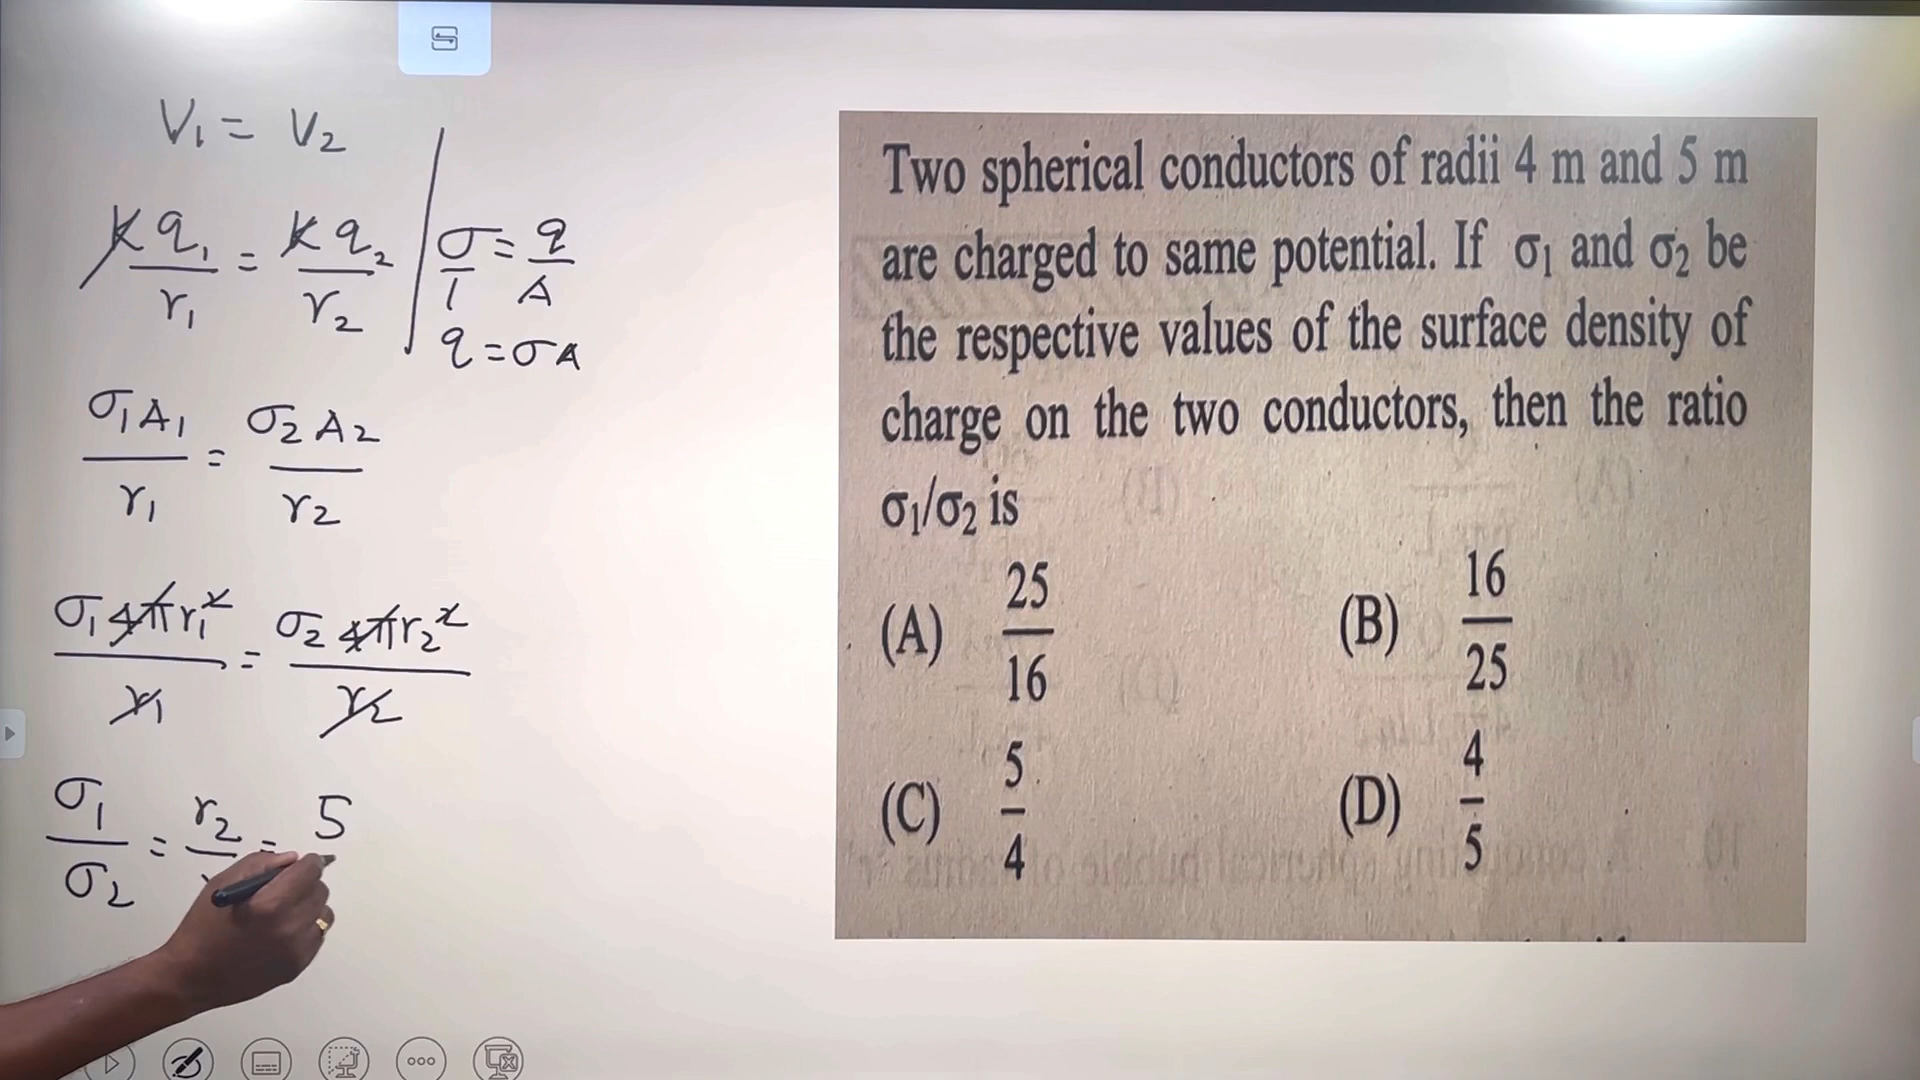 V₁ = V₂
Kq₁/r₁ = Kq₂/r₂
σ/1 = q/A
q = σA
σ₁A₁/r₁ = σ₂A₂/r₂
σ₁4πr₁²/r₁ = σ₂4πr₂²/r₂
σ₁/σ₂ = r₂/ = 5
Two spherical conductors of radii 4 m and 5 m
are charged to same potential. If σ₁ and σ₂ be
the respective values of the surface density of
charge on the two conductors, then the ratio
σ₁/σ₂ is
(A) 25/16 (B) 16/25
(C) 5/4 (D) 4/5